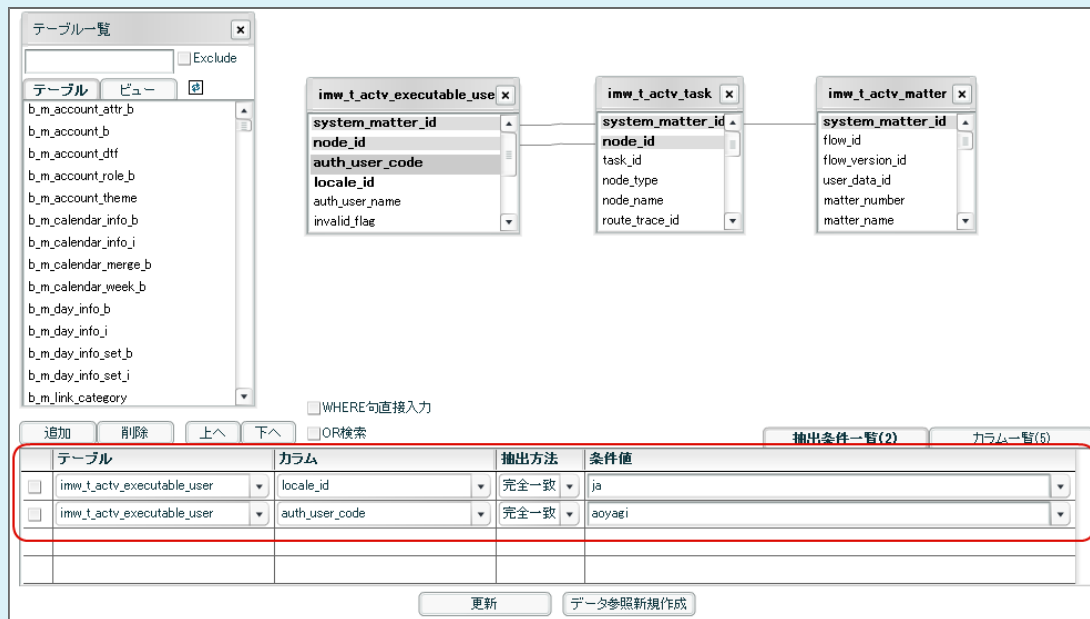 テーブル一覧
Exclude
テーブル ビュー
b_m_account_attr_b
b_m_account_b
b_m_account_dtf
b_m_account_role_b
b_m_account_theme
b_m_calendar_info_b
b_m_calendar_info_i
b_m_calendar_merge_b
b_m_calendar_week_b
b_m_day_info_b
b_m_day_info_i
b_m_day_info_set_b
b_m_day_info_set_i
b_m_link_category
imw_t_actv_executable_use
system_matter_id
node_id
auth_user_code
locale_id
auth_user_name
invalid_flag
imw_t_actv_task
system_matter_id
node_id
task_id
node_type
node_name
route_trace_id
imw_t_actv_matter
system_matter_id
flow_id
flow_version_id
user_data_id
matter_number
matter_name
WHERE句直接入力
追加 削除 上へ 下へ OR検索
抽出条件一覧(2) カラム一覧(5)
テーブル カラム 抽出方法 条件値
imw_t_actv_executable_user locale_id 完全一致 ja
imw_t_actv_executable_user auth_user_code 完全一致 aoyagi
更新 データ参照新規作成